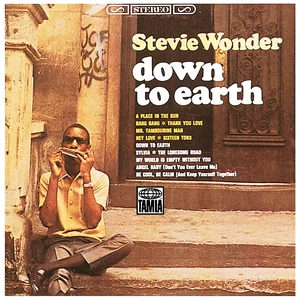 STEREO
Stevie Wonder
down
to earth
A PLACE IN THE SUN
BANG BANG ✦ THANK YOU LOVE
MR. TAMBOURINE MAN
HEY LOVE ✦ SIXTEEN TONS
DOWN TO EARTH
SYLVIA ✦ THE LONESOME ROAD
MY WORLD IS EMPTY WITHOUT YOU
ANGEL BABY (Don't You Ever Leave Me)
BE COOL, BE CALM (And Keep Yourself Together)
TAMLA